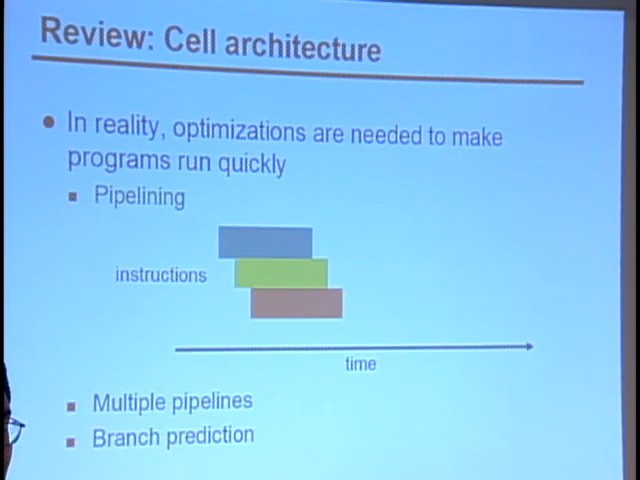 Review: Cell architecture
In reality, optimizations are needed to make
programs run quickly
Pipelining
instructions
time
Multiple pipelines
Branch prediction